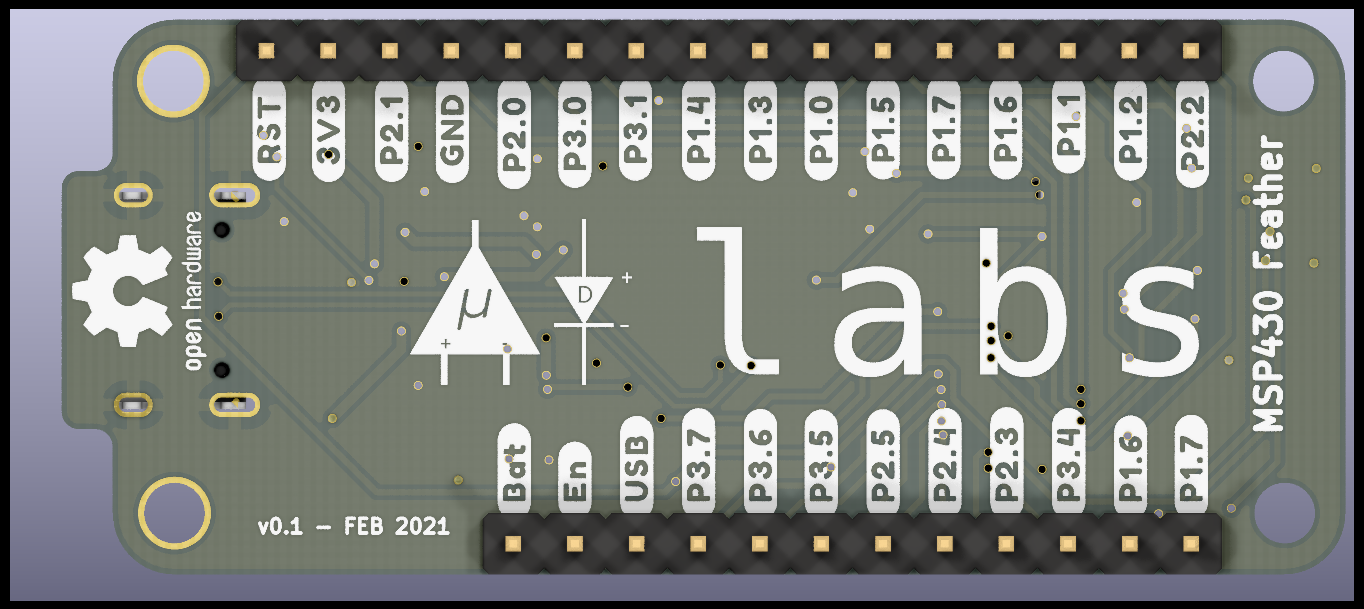 RST
3V3
P2.1
GND
P2.0
P3.0
P3.1
P1.4
P1.3
P1.0
P1.5
P1.7
P1.6
P1.1
P1.2
P2.2
open hardware
μ
+
-
D
+
-
labs
MSP430 Feather
Bat
En
USB
P3.7
P3.6
P3.5
P2.5
P2.4
P2.3
P3.4
P1.6
P1.7
v0.1 – FEB 2021